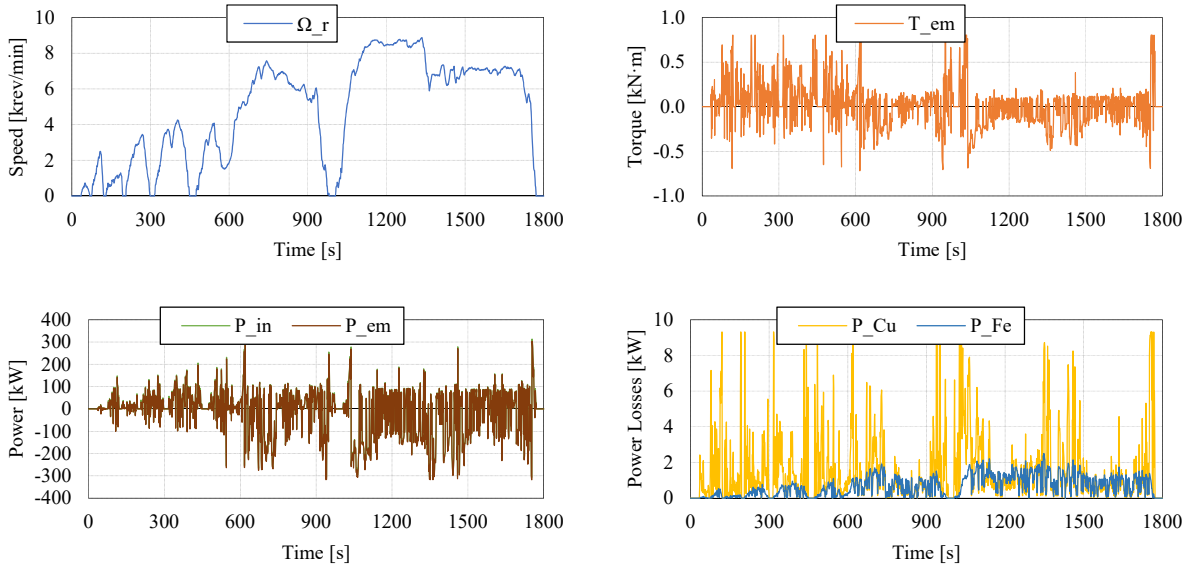 Ω_r
Speed [krev/min]
10
8
6
4
2
0
0 300 600 900 1200 1500 1800
Time [s]
T_em
Torque [kN·m]
1.0
0.5
0.0
-0.5
-1.0
0 300 600 900 1200 1500 1800
Time [s]
P_in P_em
Power [kW]
400
300
200
100
0
-100
-200
-300
-400
0 300 600 900 1200 1500 1800
Time [s]
P_Cu P_Fe
Power Losses [kW]
10
8
6
4
2
0
0 300 600 900 1200 1500 1800
Time [s]